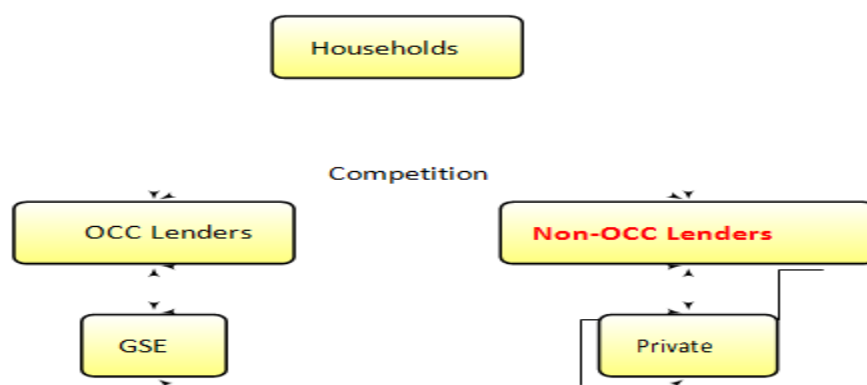 Households
Competition
OCC Lenders
Non-OCC Lenders
GSE
Private